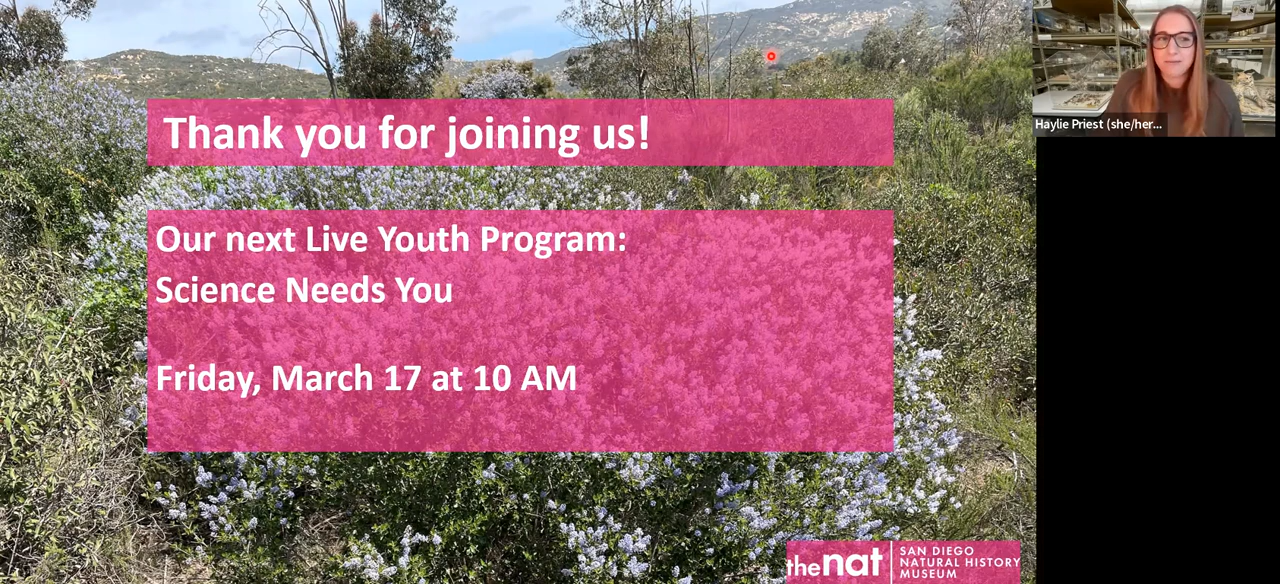 Thank you for joining us!
Our next Live Youth Program:
Science Needs You
Friday, March 17 at 10 AM
Haylie Priest (she/her...
thenat
SAN DIEGO
NATURAL HISTORY
MUSEUM